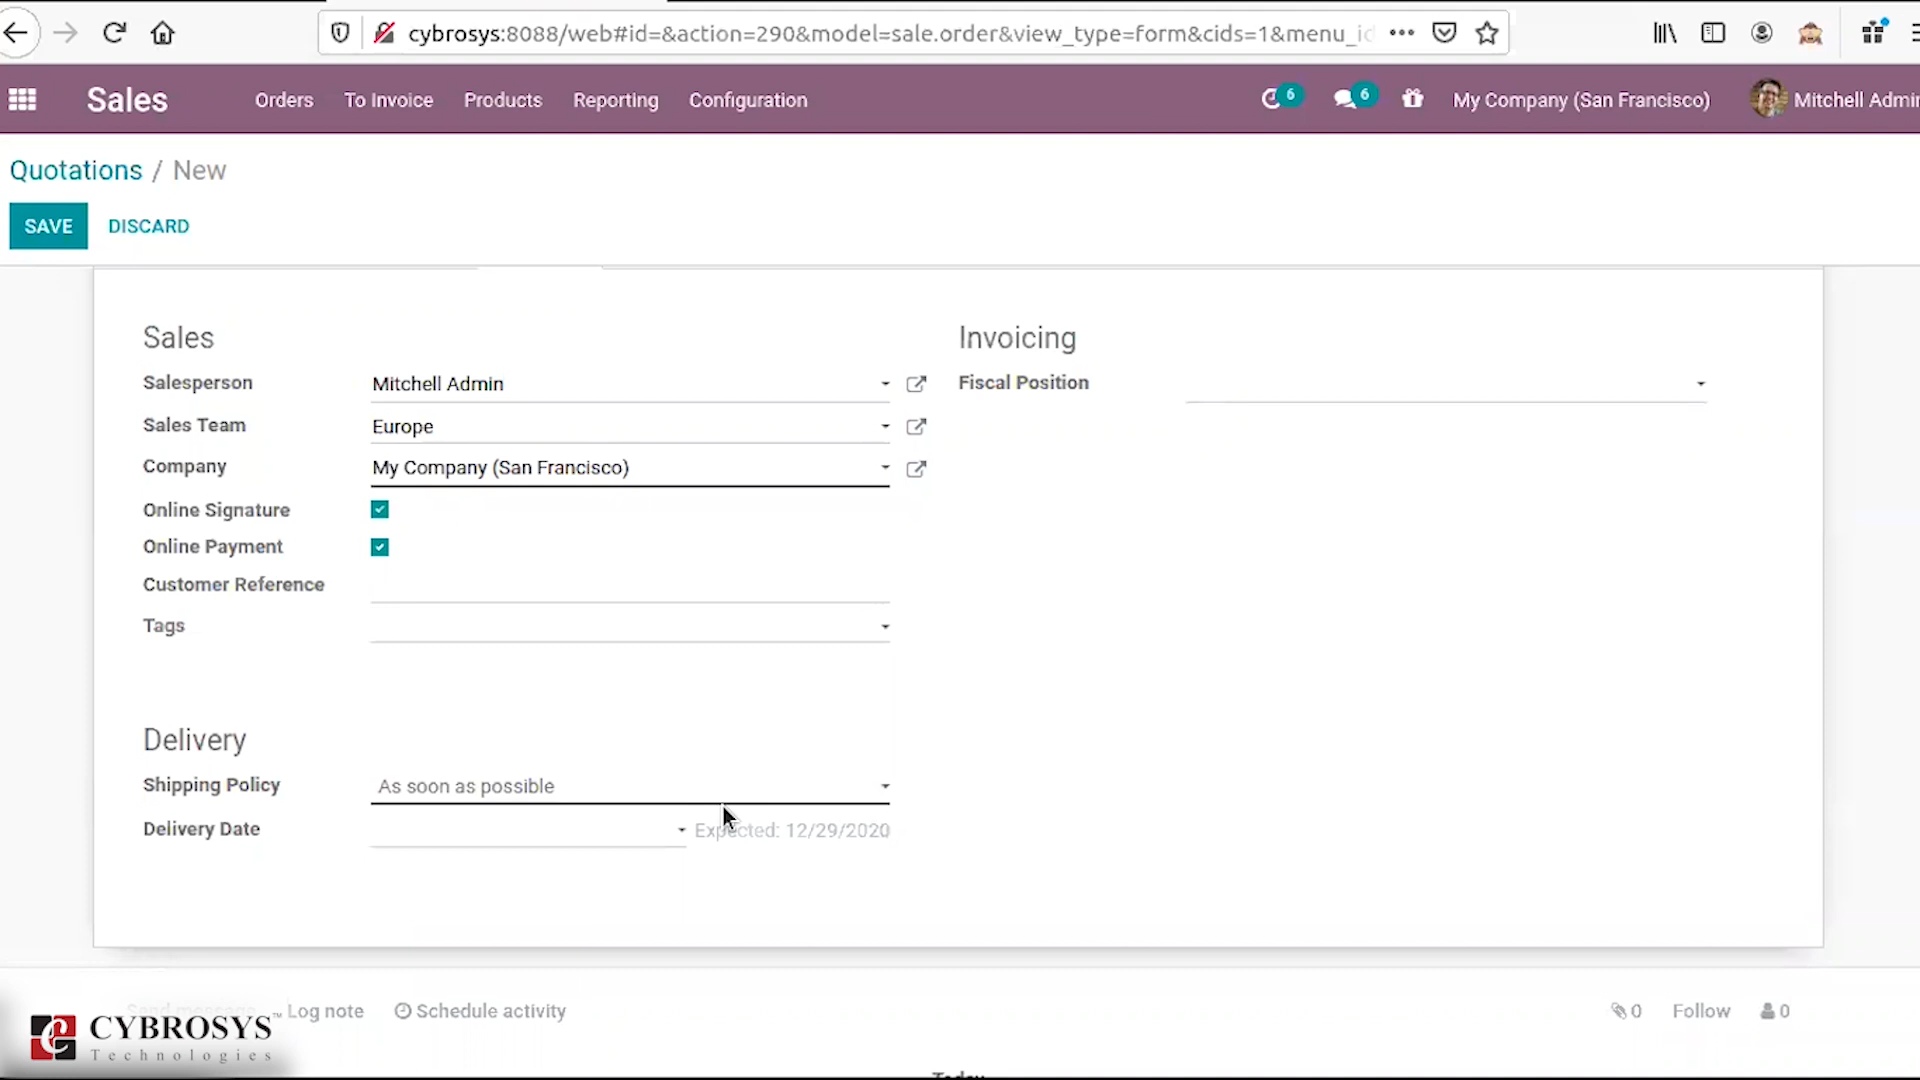 cybrosys:8088/web#id=&action=290&model=sale.order&view_type=form&cids=1&menu_id
Sales Orders To Invoice Products Reporting Configuration 6 6 My Company (San Francisco) Mitchell Admin
Quotations / New
SAVE DISCARD
Sales
Salesperson Mitchell Admin
Sales Team Europe
Company My Company (San Francisco)
Online Signature
Online Payment
Customer Reference
Tags
Invoicing
Fiscal Position
Delivery
Shipping Policy As soon as possible
Delivery Date Expected: 12/29/2020
Send message Log note Schedule activity 0 Follow 0
CYBROSYS™
Technologies
Today